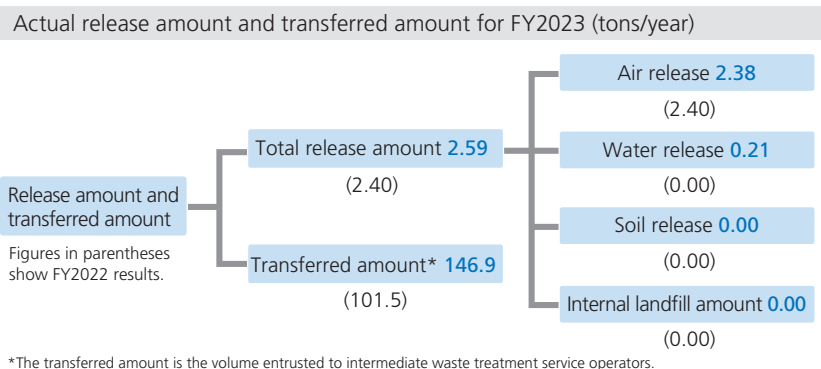 Actual release amount and transferred amount for FY2023 (tons/year)
Release amount and
transferred amount
Figures in parentheses
show FY2022 results.
Total release amount 2.59
(2.40)
Transferred amount* 146.9
(101.5)
Air release 2.38
(2.40)
Water release 0.21
(0.00)
Soil release 0.00
(0.00)
Internal landfill amount 0.00
(0.00)
*The transferred amount is the volume entrusted to intermediate waste treatment service operators.